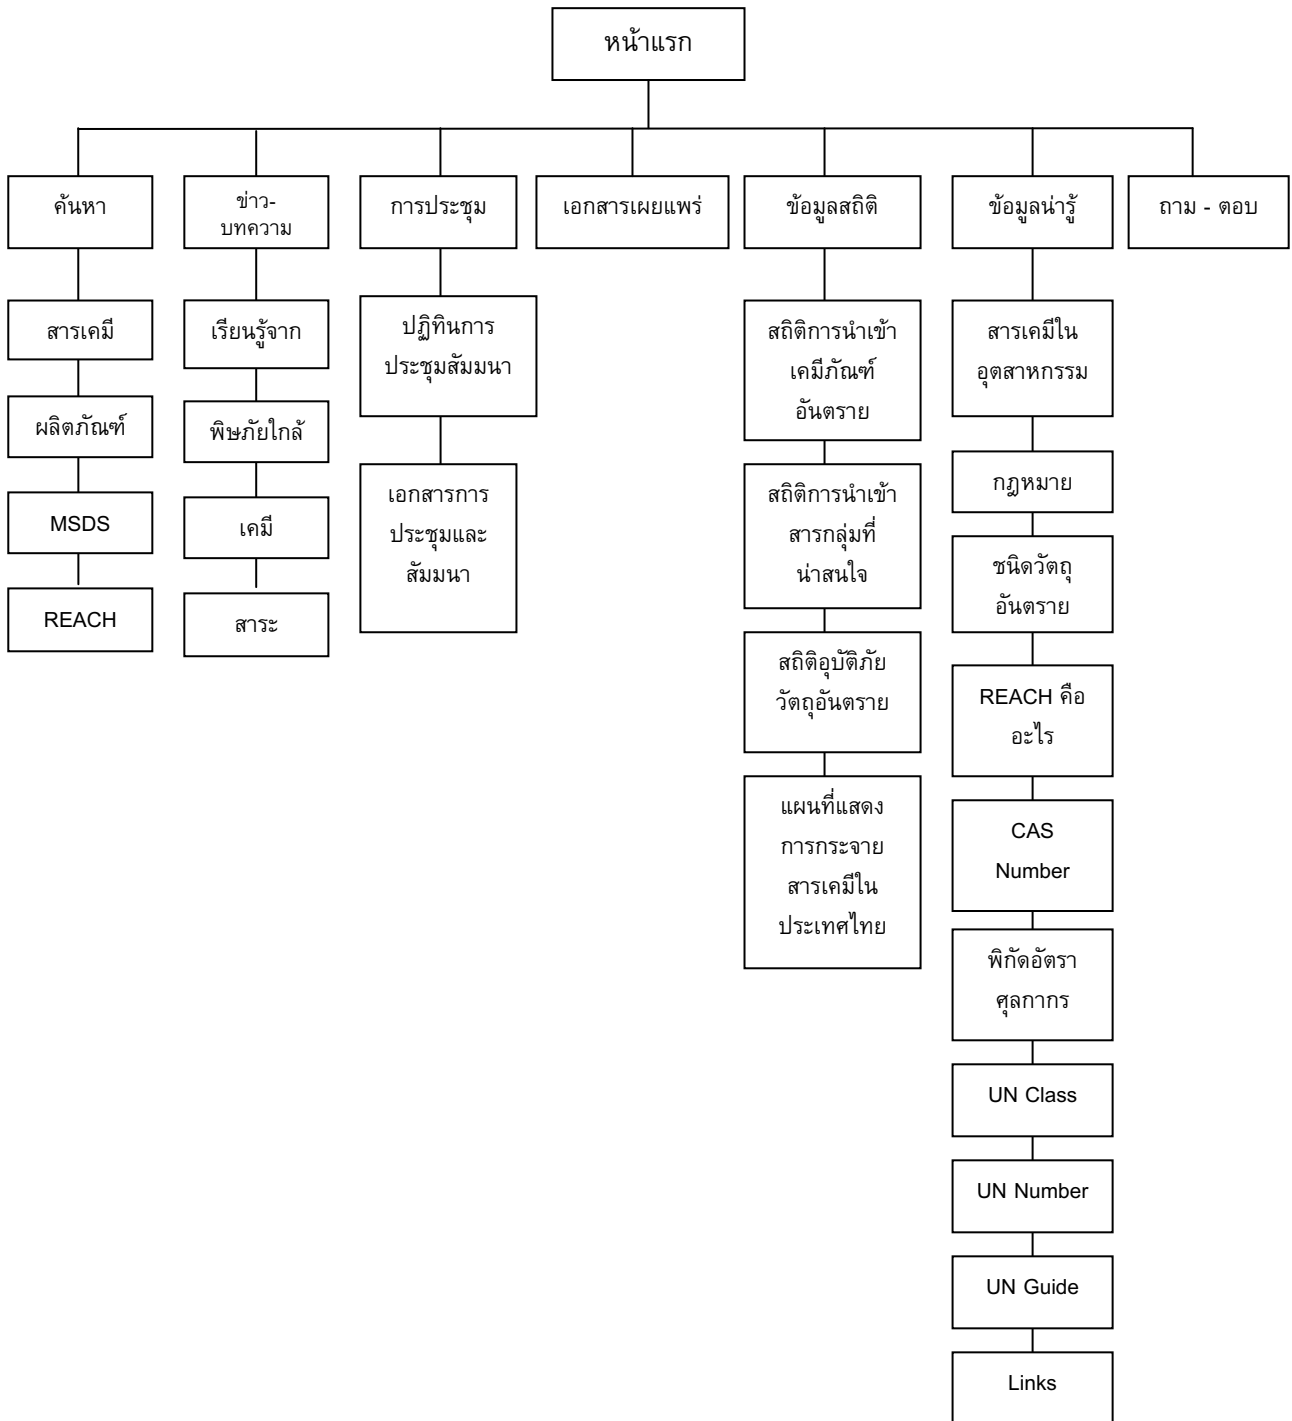 หน้าแรก
ค้นหา
ข่าว-
บทความ
การประชุม
เอกสารเผยแพร่
ข้อมูลสถิติ
ข้อมูลน่ารู้
ถาม - ตอบ
สารเคมี
ผลิตภัณฑ์
MSDS
REACH
เรียนรู้จาก
พิษภัยใกล้
เคมี
สาระ
ปฏิทินการ
ประชุมสัมมนา
เอกสารการ
ประชุมและ
สัมมนา
สถิติการนำเข้า
เคมีภัณฑ์
อันตราย
สถิติการนำเข้า
สารกลุ่มที่
น่าสนใจ
สถิติอุบัติภัย
วัตถุอันตราย
แผนที่แสดง
การกระจาย
สารเคมีใน
ประเทศไทย
สารเคมีใน
อุตสาหกรรม
กฎหมาย
ชนิดวัตถุ
อันตราย
REACH คือ
อะไร
CAS
Number
พิกัดอัตรา
ศุลกากร
UN Class
UN Number
UN Guide
Links